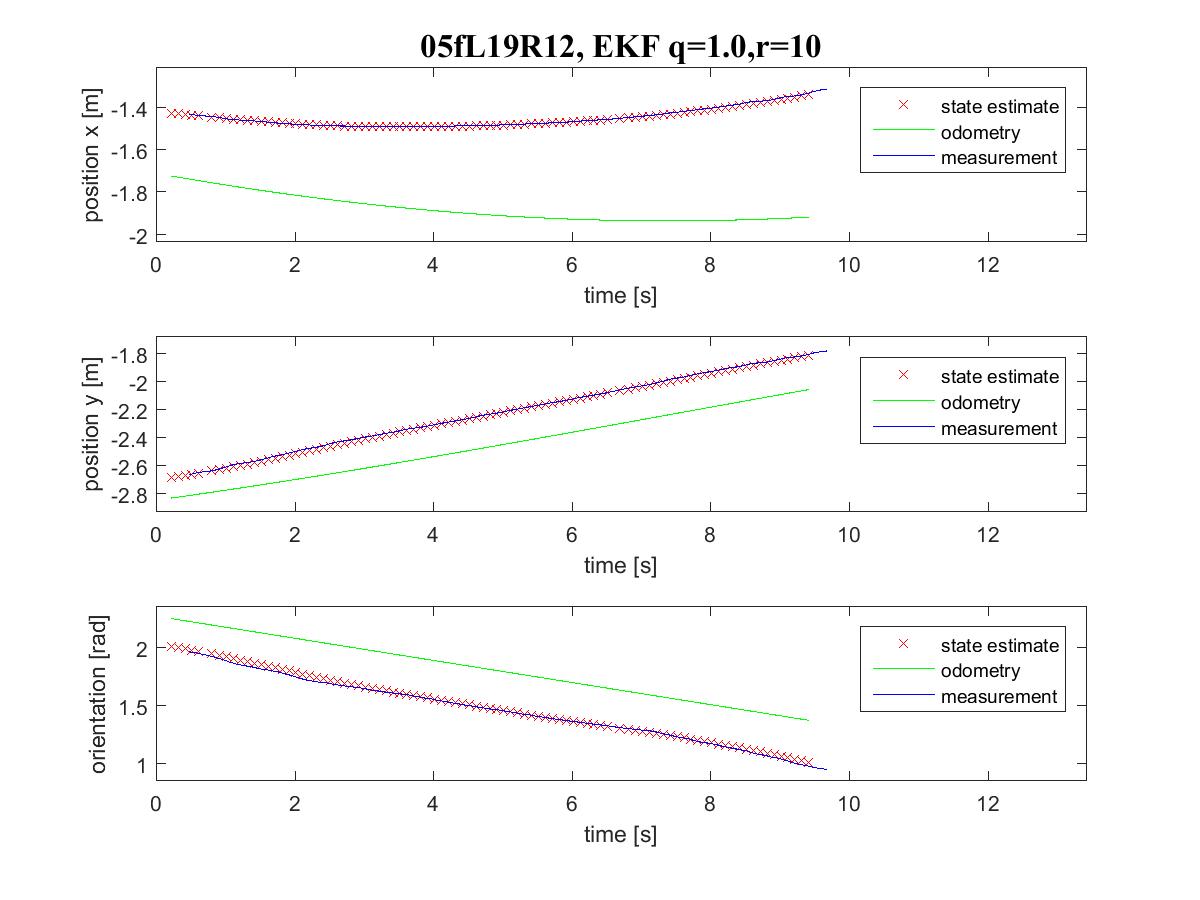 05fL19R12, EKF q=1.0,r=10
position x [m]
-1.4
-1.6
-1.8
-2
state estimate
odometry
measurement
0 2 4 6 8 10 12
time [s]
position y [m]
-1.8
-2
-2.2
-2.4
-2.6
-2.8
state estimate
odometry
measurement
0 2 4 6 8 10 12
time [s]
orientation [rad]
2
1.5
1
state estimate
odometry
measurement
0 2 4 6 8 10 12
time [s]